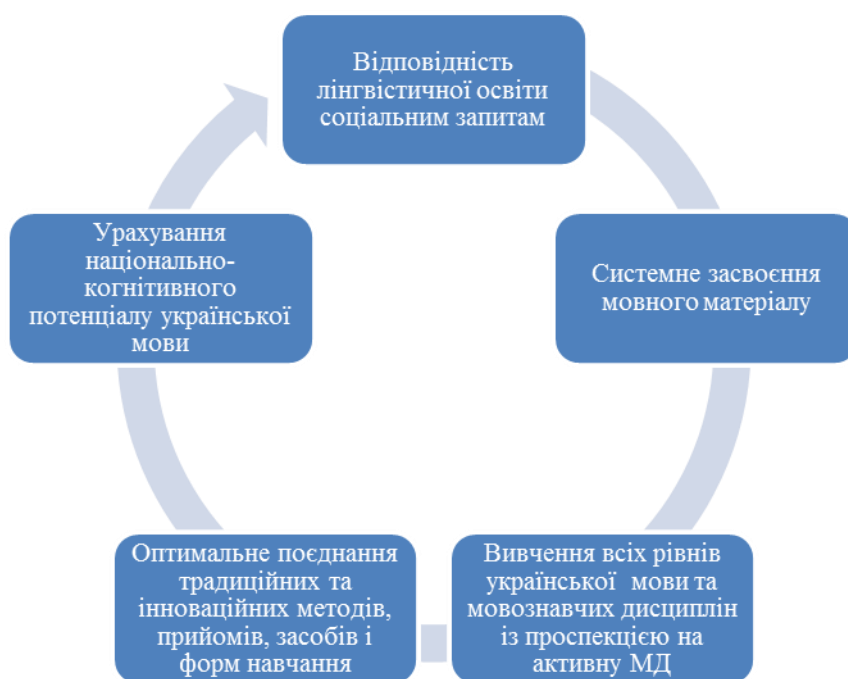 Відповідність
лінгвістичної освіти
соціальним запитам
Системне засвоєння
мовного матеріалу
Вивчення всіх рівнів
української мови та
мовознавчих дисциплін
із проспекцією на
активну МД
Оптимальне поєднання
традиційних та
інноваційних методів,
прийомів, засобів і
форм навчання
Урахування
національно-
когнітивного
потенціалу української
мови